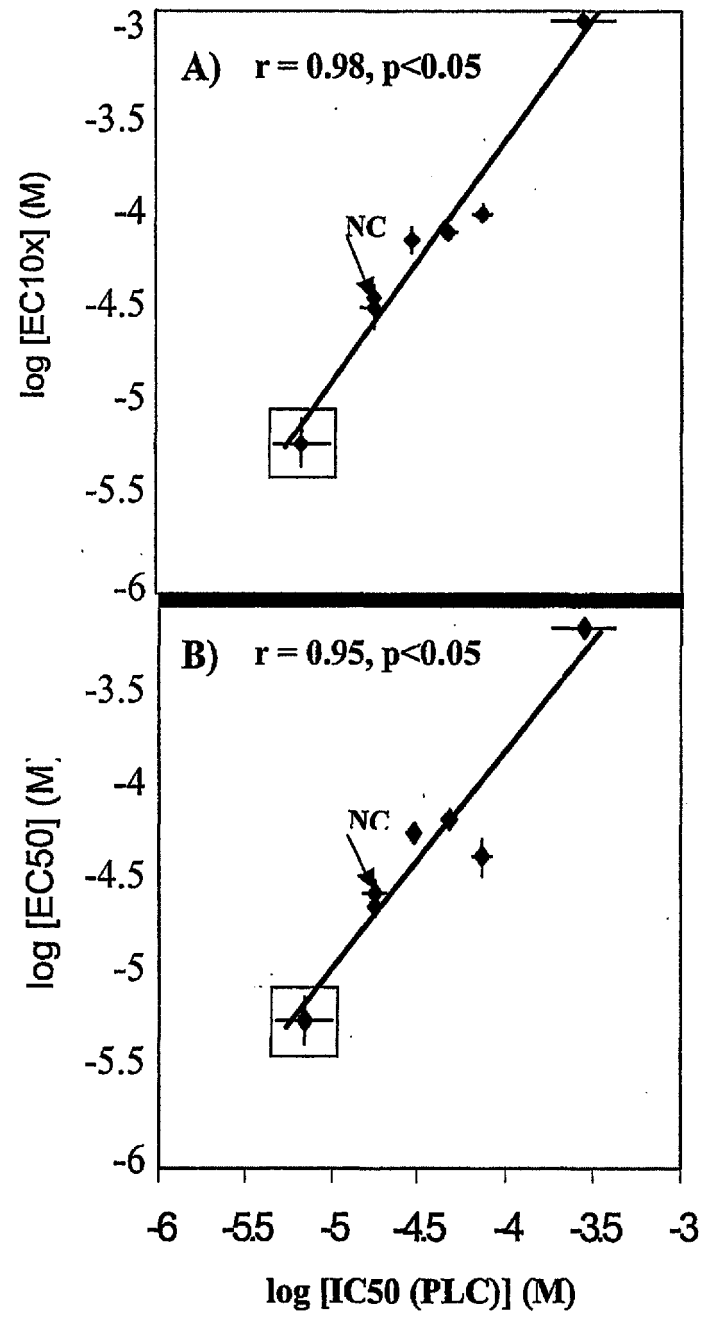 -3
A) r = 0.98, p<0.05
-3.5
-4
NC
-4.5
-5
-5.5
-6
log [EC10x] (M)
B) r = 0.95, p<0.05
-3.5
-4
NC
-4.5
-5
-5.5
-6
log [EC50] (M)
-6 -5.5 -5 -4.5 -4 -3.5 -3
log [IC50 (PLC)] (M)